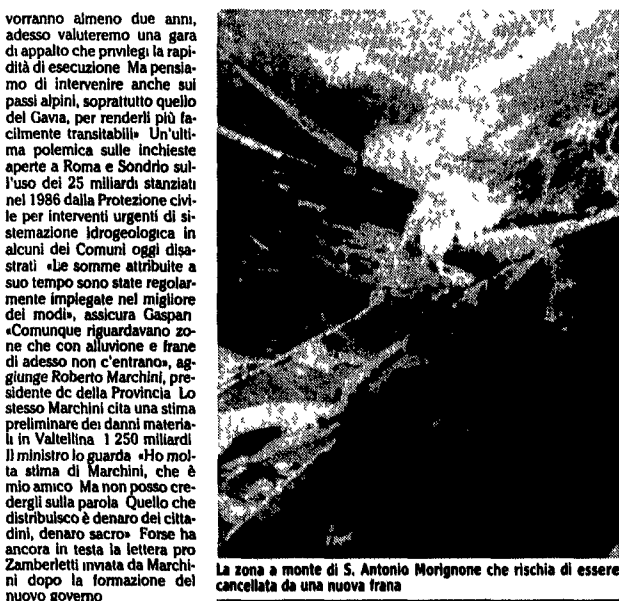 vorranno almeno due anni,
adesso valuteremo una gara
di appalto che privilegi la rapi-
dità di esecuzione Ma pensia-
mo di intervenire anche sui
passi alpini, soprattutto quello
del Gavia, per renderli più fa-
cilmente transitabili» Un'ulti-
ma polemica sulle inchieste
aperte a Roma e Sondrio sul-
l'uso dei 25 miliardi stanziati
nel 1986 dalla Protezione civi-
le per interventi urgenti di si-
stemazione idrogeologica in
alcuni dei Comuni oggi disa-
strati «Le somme attribuite a
suo tempo sono state regolar-
mente impiegate nel migliore
dei modi», assicura Gaspari
«Comunque riguardavano zo-
ne che con alluvione e frane
di adesso non c'entrano», ag-
giunge Roberto Marchini, pre-
sidente dc della Provincia Lo
stesso Marchini cita una stima
preliminare dei danni materia-
li in Valtellina 1 250 miliardi
Il ministro lo guarda «Ho mol-
ta stima di Marchini, che è
mio amico Ma non posso cre-
dergli sulla parola Quello che
distribuisco è denaro dei citta-
dini, denaro sacro» Forse ha
ancora in testa la lettera pro
Zamberletti inviata da Marchi-
ni dopo la formazione del
nuovo governo
La zona a monte di S. Antonio Morignone che rischia di essere
cancellata da una nuova frana